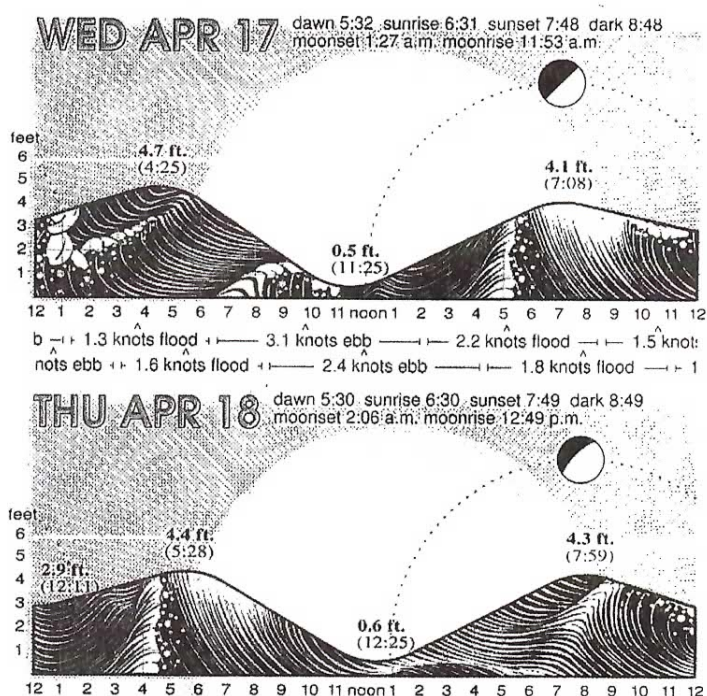 WED APR 17
dawn 5:32 sunrise 6:31 sunset 7:48 dark 8:48
moonset 1:27 a.m. moonrise 11:53 a.m.
feet
6
5
4
3
2
1
4.7 ft.
(4:25)
0.5 ft.
(11:25)
4.1 ft.
(7:08)
12 1 2 3 4 5 6 7 8 9 10 11 noon 1 2 3 4 5 6 7 8 9 10 11 12
b 1.3 knots flood 3.1 knots ebb 2.2 knots flood 1.5 knots
nots ebb 1.6 knots flood 2.4 knots ebb 1.8 knots flood 1
THU APR 18
dawn 5:30 sunrise 6:30 sunset 7:49 dark 8:49
moonset 2:06 a.m. moonrise 12:49 p.m.
feet
6
5
4
3
2
1
2.9 ft.
(12:11)
4.4 ft.
(5:28)
0.6 ft.
(12:25)
4.3 ft.
(7:59)
12 1 2 3 4 5 6 7 8 9 10 11 noon 1 2 3 4 5 6 7 8 9 10 11 12